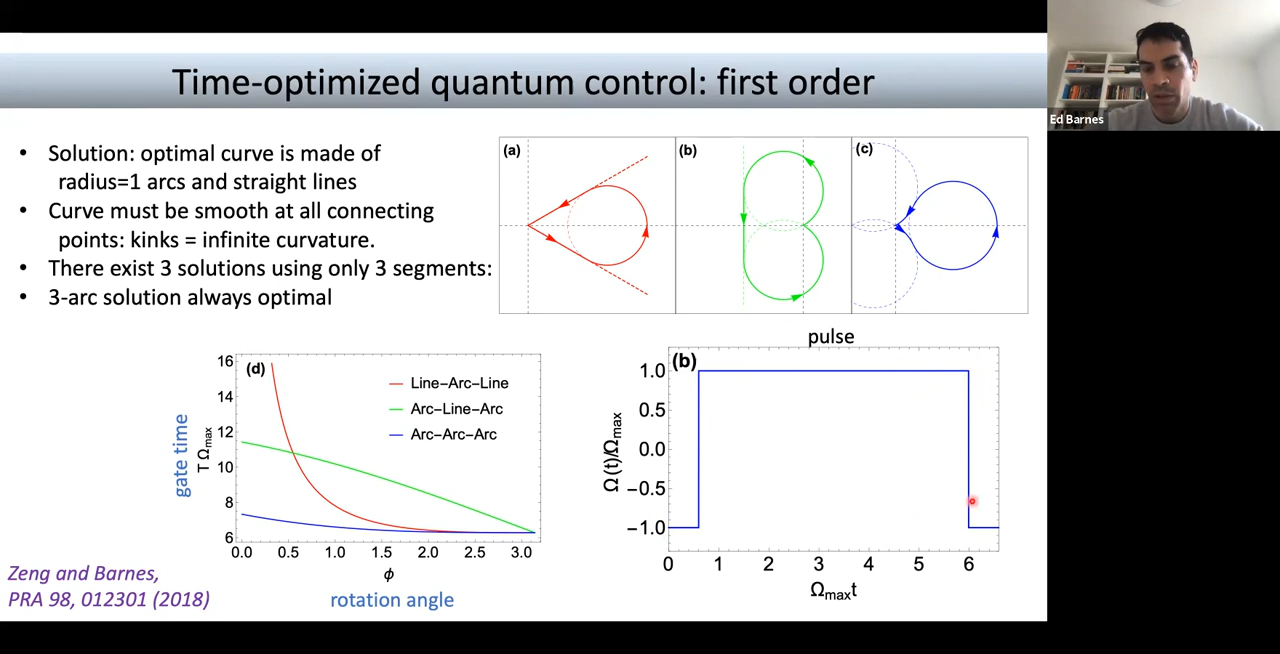 Time-optimized quantum control: first order
Ed Barnes
• Solution: optimal curve is made of
radius=1 arcs and straight lines
• Curve must be smooth at all connecting
points: kinks = infinite curvature.
• There exist 3 solutions using only 3 segments:
• 3-arc solution always optimal
(a)
(b)
(c)
(d)
16
14
12
10
8
6
gate time
T Ωmax
Line−Arc−Line
Arc−Line−Arc
Arc−Arc−Arc
0.0 0.5 1.0 1.5 2.0 2.5 3.0
ϕ
rotation angle
pulse
(b)
1.0
0.5
0.0
−0.5
−1.0
Ω(t)/Ωmax
0 1 2 3 4 5 6
Ωmaxt
Zeng and Barnes,
PRA 98, 012301 (2018)